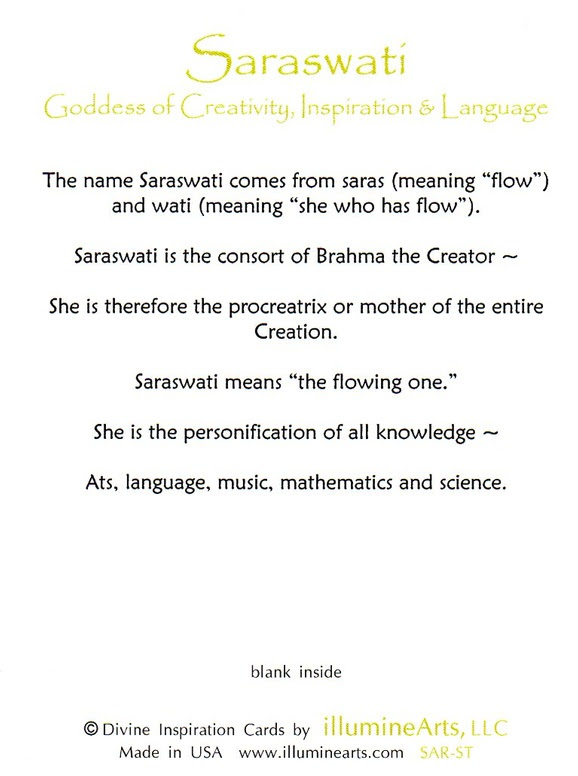 Saraswati
Goddess of Creativity, Inspiration & Language
The name Saraswati comes from saras (meaning “flow”)
and wati (meaning “she who has flow”).
Saraswati is the consort of Brahma the Creator ~
She is therefore the procreatrix or mother of the entire
Creation.
Saraswati means “the flowing one.”
She is the personification of all knowledge ~
Ats, language, music, mathematics and science.
blank inside
© Divine Inspiration Cards by illumineArts, LLC
Made in USA www.illuminearts.com SAR-ST